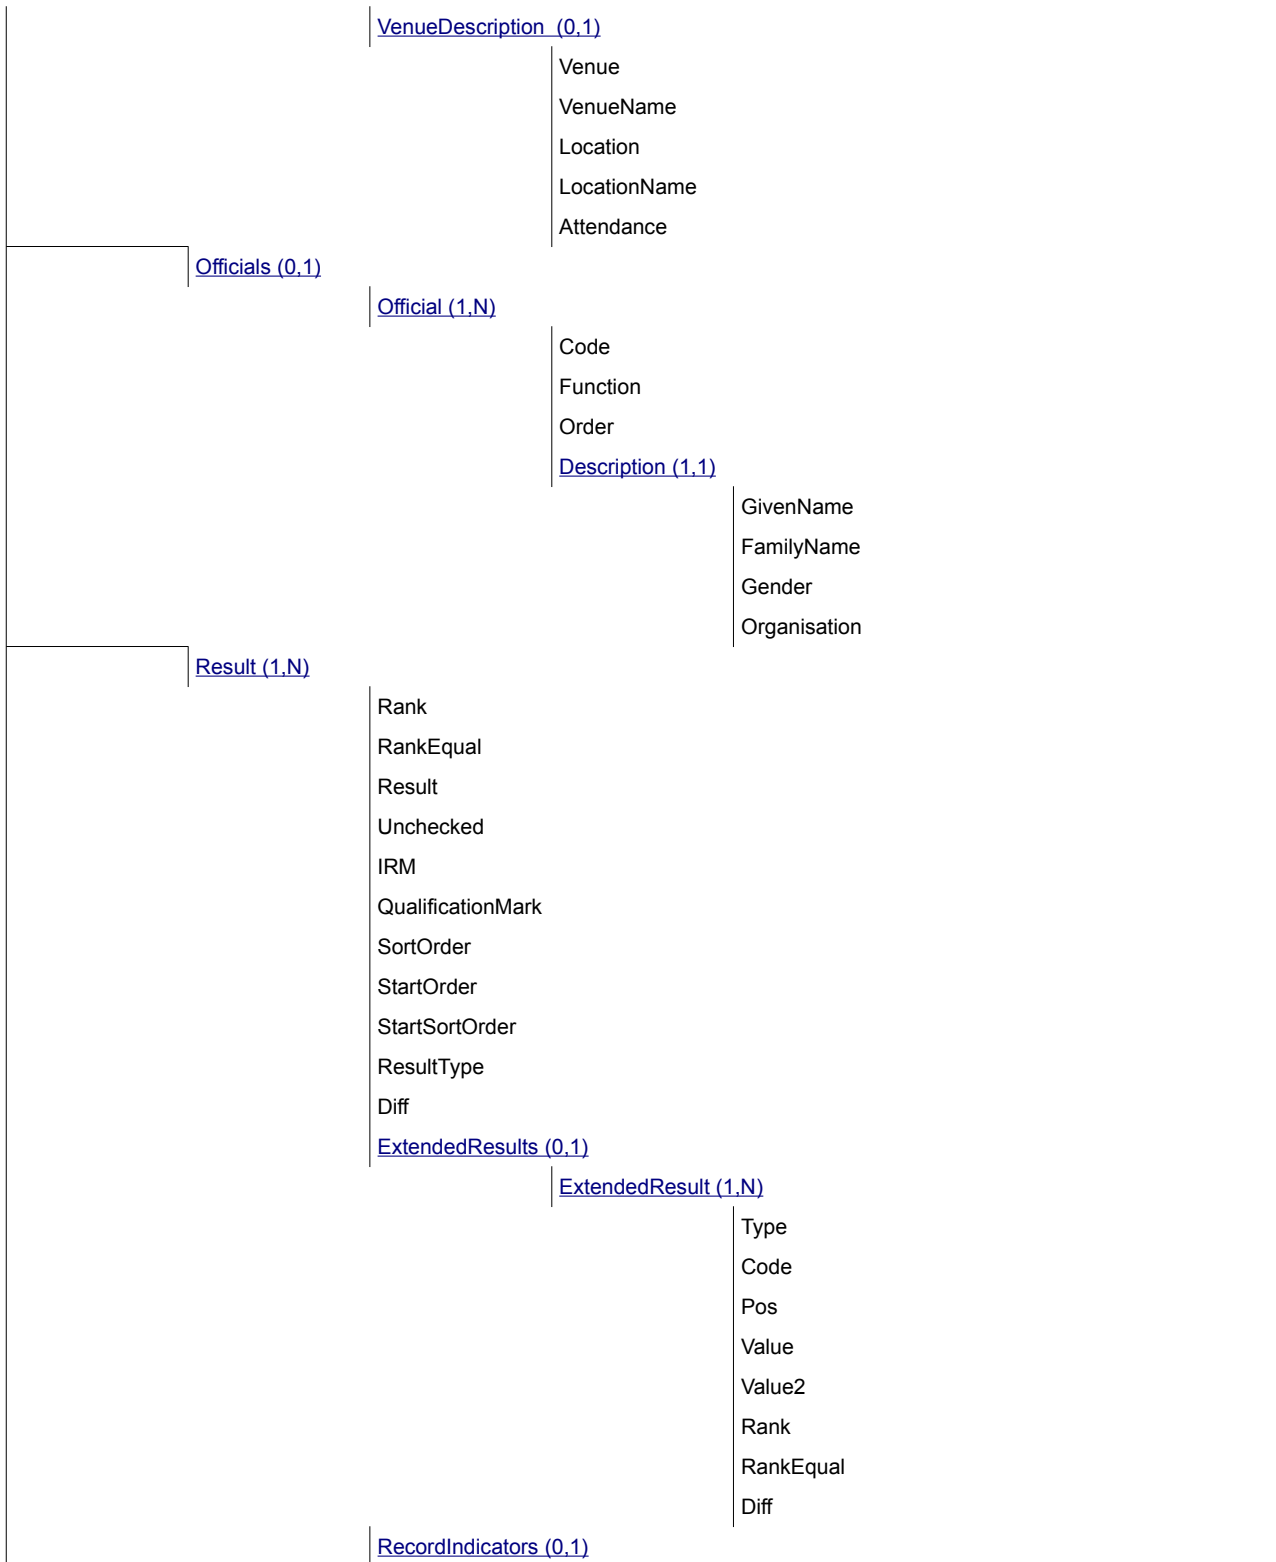 VenueDescription  (0,1)
Venue
VenueName
Location
LocationName
Attendance
Officials (0,1)
Official (1,N)
Code
Function
Order
Description (1,1)
GivenName
FamilyName
Gender
Organisation
Result (1,N)
Rank
RankEqual
Result
Unchecked
IRM
QualificationMark
SortOrder
StartOrder
StartSortOrder
ResultType
Diff
ExtendedResults (0,1)
ExtendedResult (1,N)
Type
Code
Pos
Value
Value2
Rank
RankEqual
Diff
RecordIndicators (0,1)